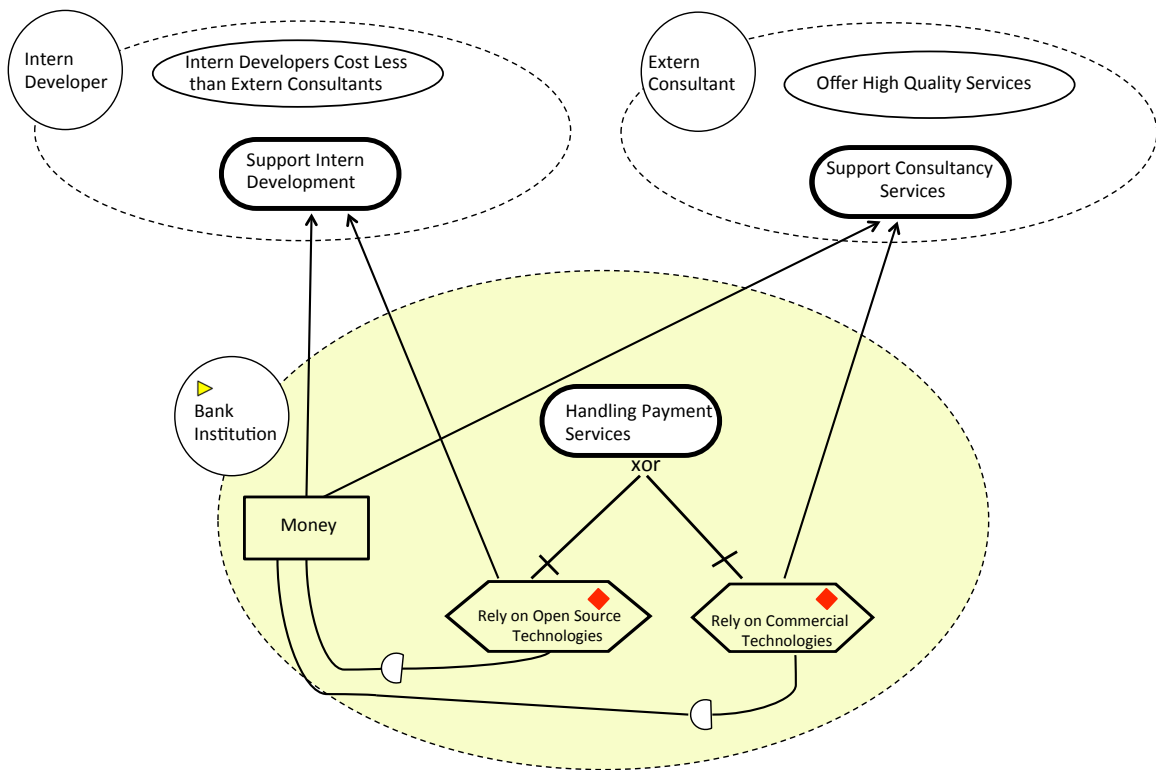 Intern
Developer
Intern Developers Cost Less
than Extern Consultants
Support Intern
Development
Extern
Consultant
Offer High Quality Services
Support Consultancy
Services
Bank
Institution
Handling Payment
Services
xor
Money
Rely on Open Source
Technologies
Rely on Commercial
Technologies